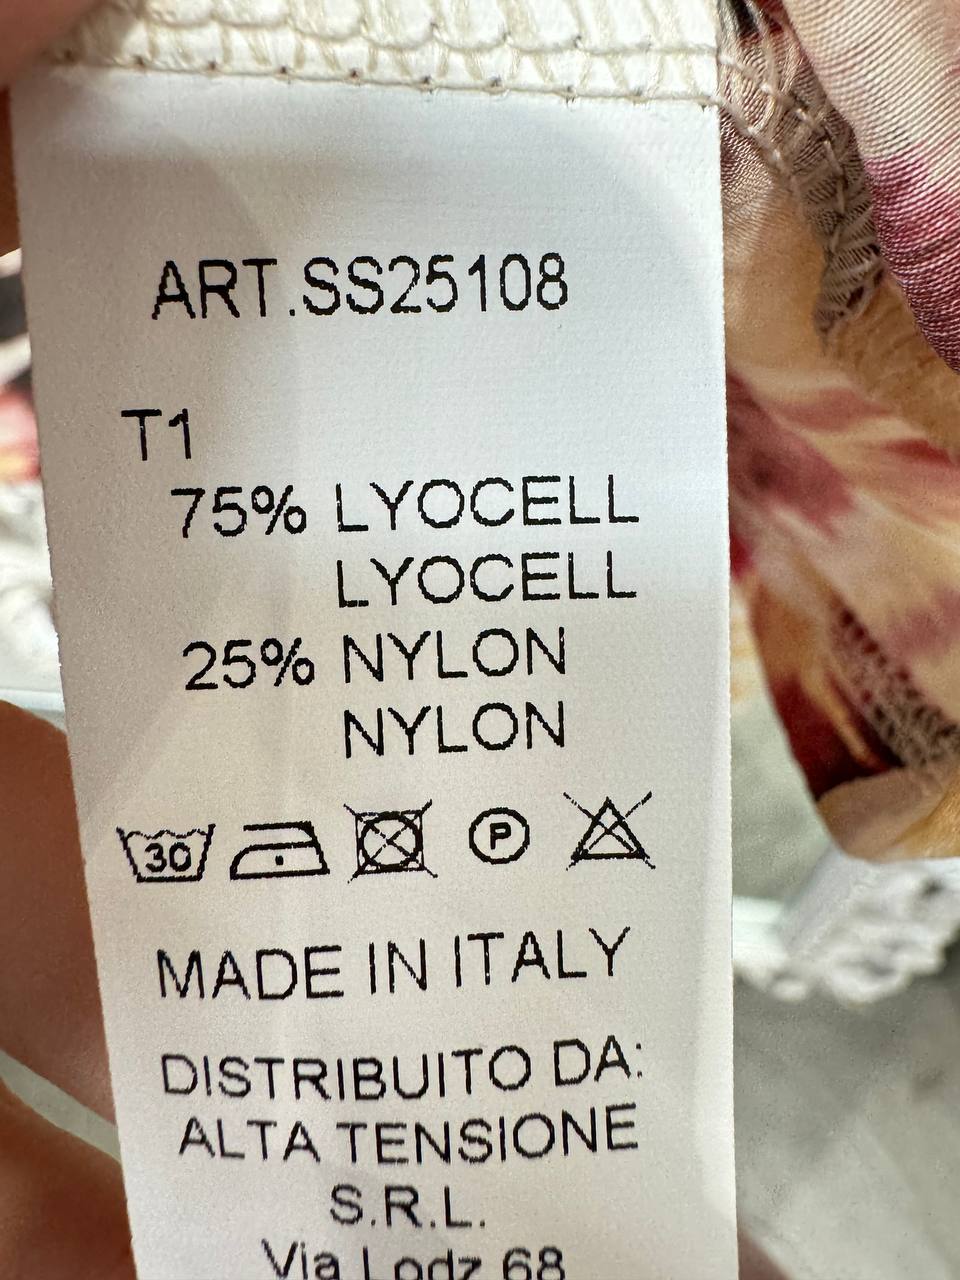 ART.SS25108
T1
75% LYOCELL
LYOCELL
25% NYLON
NYLON
30 P
MADE IN ITALY
DISTRIBUITO DA:
ALTA TENSIONE
S.R.L.
Via Lodz 68